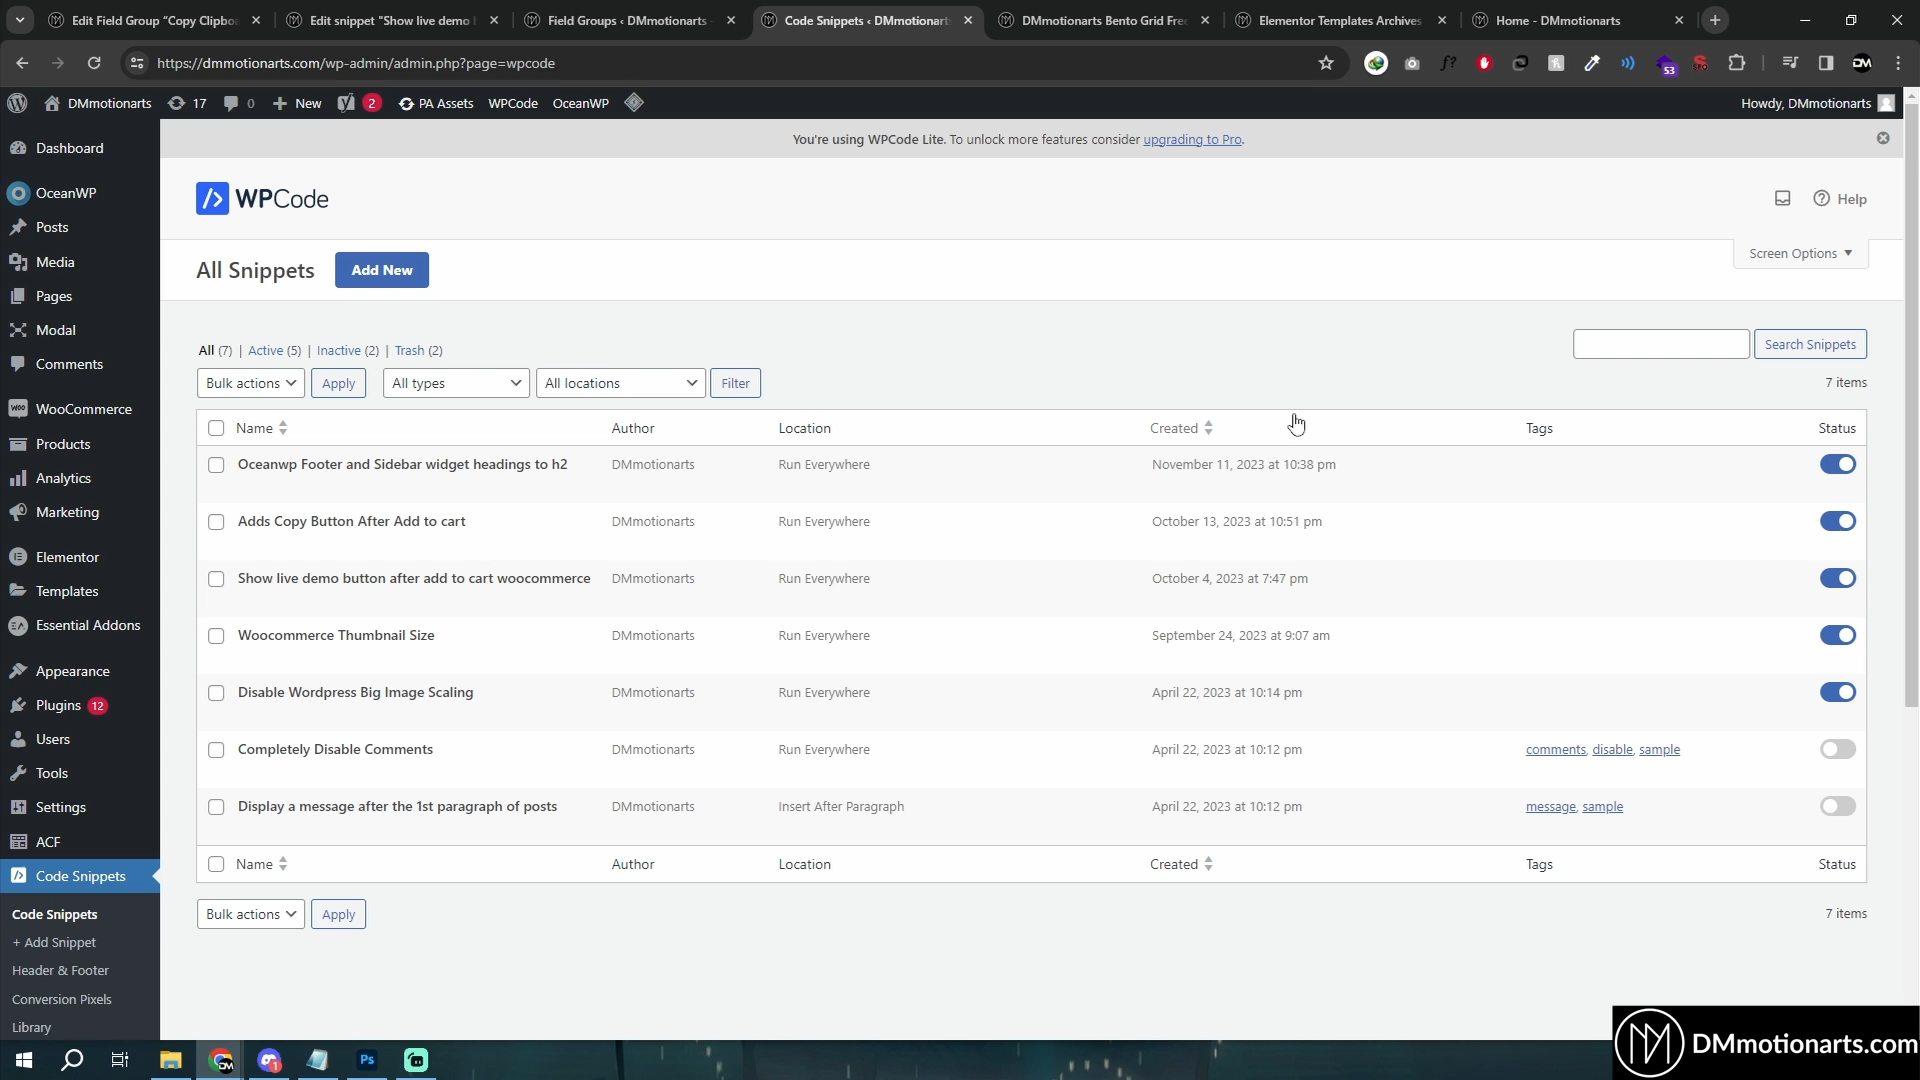 Edit Field Group “Copy Clipbo
Edit snippet "Show live demo
Field Groups ‹ DMmotionarts -
Code Snippets ‹ DMmotionart
DMmotionarts Bento Grid Fre
Elementor Templates Archives
Home - DMmotionarts
https://dmmotionarts.com/wp-admin/admin.php?page=wpcode
DMmotionarts
17
0
New
2
PA Assets
WPCode
OceanWP
Howdy, DMmotionarts
You're using WPCode Lite. To unlock more features consider upgrading to Pro.
WPCode
Help
All Snippets
Add New
Screen Options
All (7) | Active (5) | Inactive (2) | Trash (2)
Search Snippets
Bulk actions
Apply
All types
All locations
Filter
7 items
Name
Author
Location
Created
Tags
Status
Oceanwp Footer and Sidebar widget headings to h2
DMmotionarts
Run Everywhere
November 11, 2023 at 10:38 pm
Adds Copy Button After Add to cart
DMmotionarts
Run Everywhere
October 13, 2023 at 10:51 pm
Show live demo button after add to cart woocommerce
DMmotionarts
Run Everywhere
October 4, 2023 at 7:47 pm
Woocommerce Thumbnail Size
DMmotionarts
Run Everywhere
September 24, 2023 at 9:07 am
Disable Wordpress Big Image Scaling
DMmotionarts
Run Everywhere
April 22, 2023 at 10:14 pm
Completely Disable Comments
DMmotionarts
Run Everywhere
April 22, 2023 at 10:12 pm
comments, disable, sample
Display a message after the 1st paragraph of posts
DMmotionarts
Insert After Paragraph
April 22, 2023 at 10:12 pm
message, sample
Name
Author
Location
Created
Tags
Status
Bulk actions
Apply
7 items
Dashboard
OceanWP
Posts
Media
Pages
Modal
Comments
WooCommerce
Products
Analytics
Marketing
Elementor
Templates
Essential Addons
Appearance
Plugins 12
Users
Tools
Settings
ACF
Code Snippets
Code Snippets
+ Add Snippet
Header & Footer
Conversion Pixels
Library
53
Ps
DMmotionarts.com